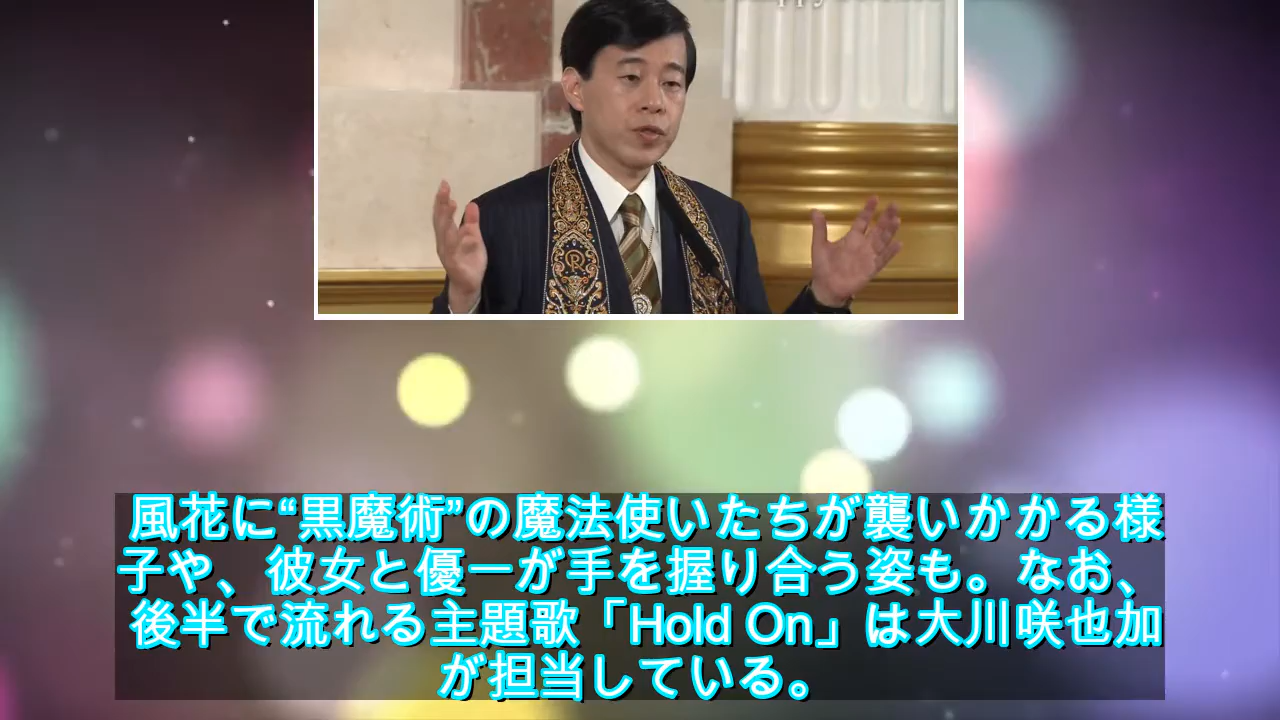 風花に“黒魔術”の魔法使いたちが襲いかかる様
子や、彼女と優一が手を握り合う姿も。なお、
後半で流れる主題歌「Hold On」は大川咲也加
が担当している。